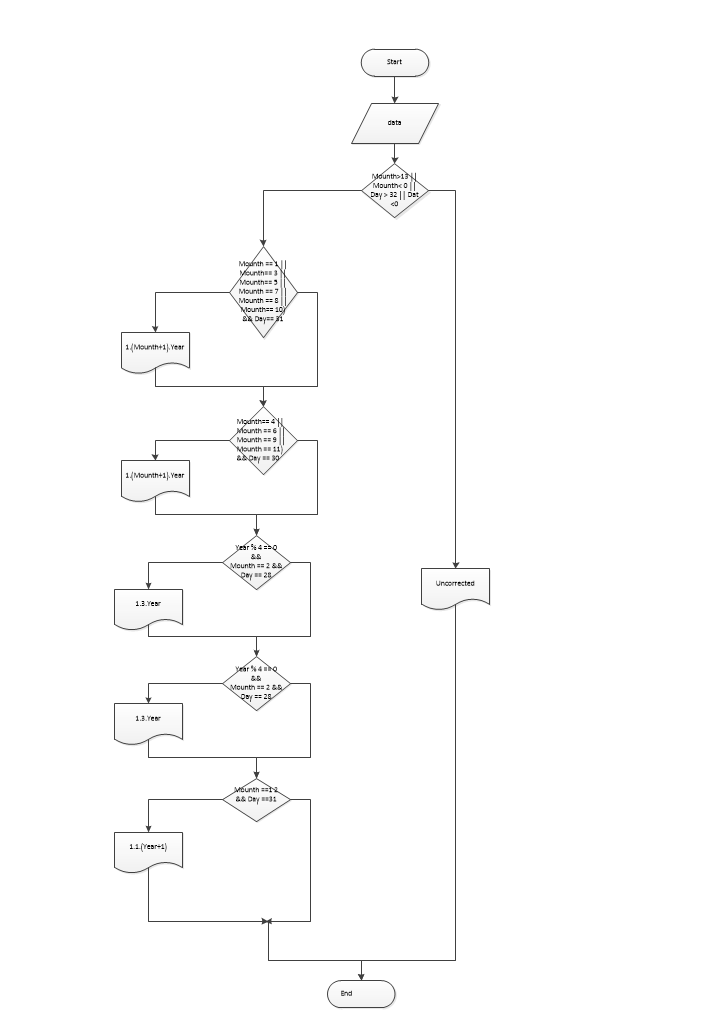 Start
data
Mounth>13 ||
Mounth< 0 ||
Day > 32 || Dat
<0
Mounth == 1 ||
Mounth== 3 ||
Mounth== 5 ||
Mounth == 7 ||
Mounth == 8 ||
Mounth== 10)
&& Day== 31
1.(Mounth+1).Year
Mounth== 4 ||
Mounth == 6 ||
Mounth == 9 ||
Mounth == 11)
&& Day == 30
1.(Mounth+1).Year
Year % 4 == 0
&&
Mounth == 2 &&
Day == 28
1.3.Year
Uncorrected
Year % 4 == 0
&&
Mounth == 2 &&
Day == 28
1.3.Year
Mounth ==1 2
&& Day ==31
1.1.(Year+1)
End